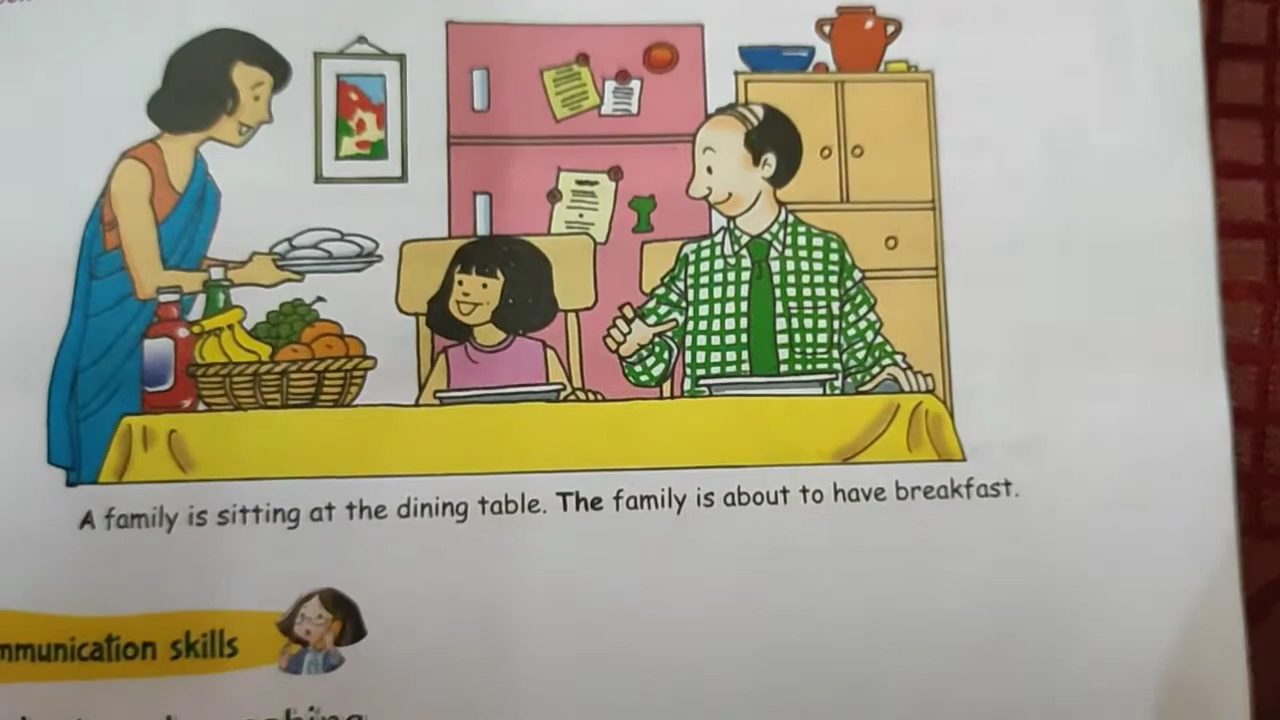 A family is sitting at the dining table. The family is about to have breakfast.
mmunication skills